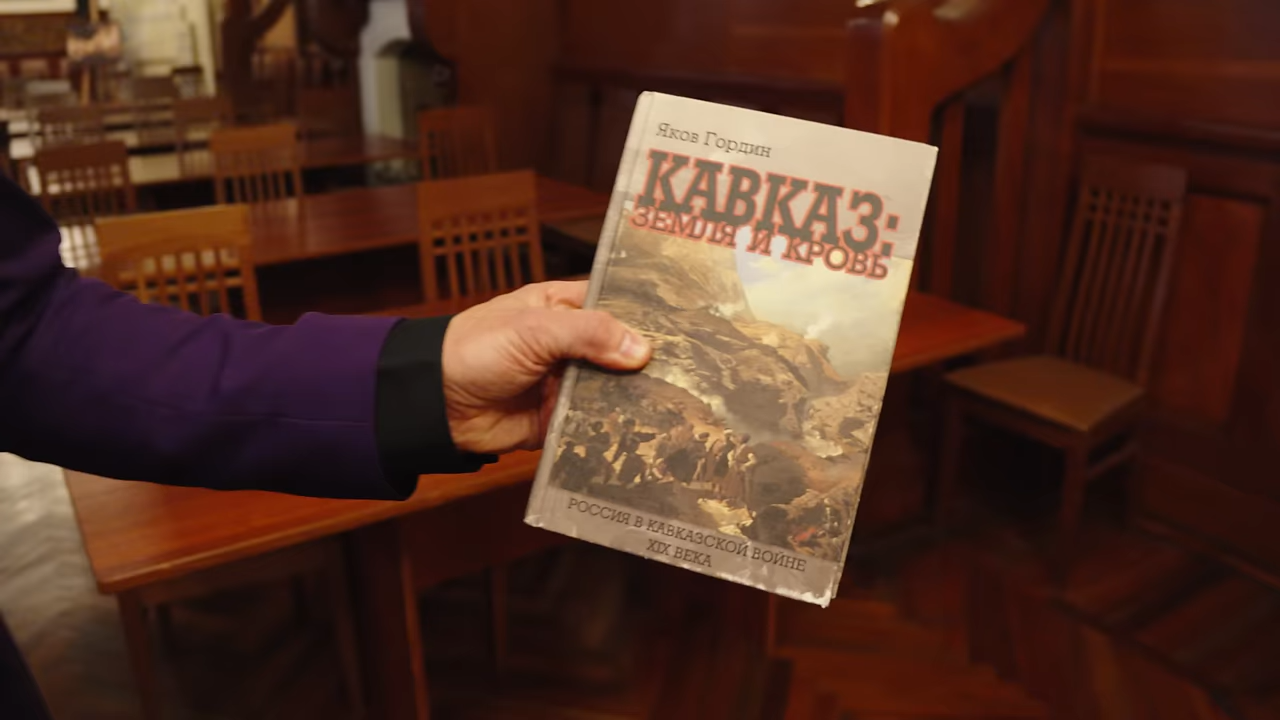 Яков Гордин
КАВКАЗ:
ЗЕМЛЯ И КРОВЬ
РОССИЯ В КАВКАЗСКОЙ ВОЙНЕ
XIX ВЕКА